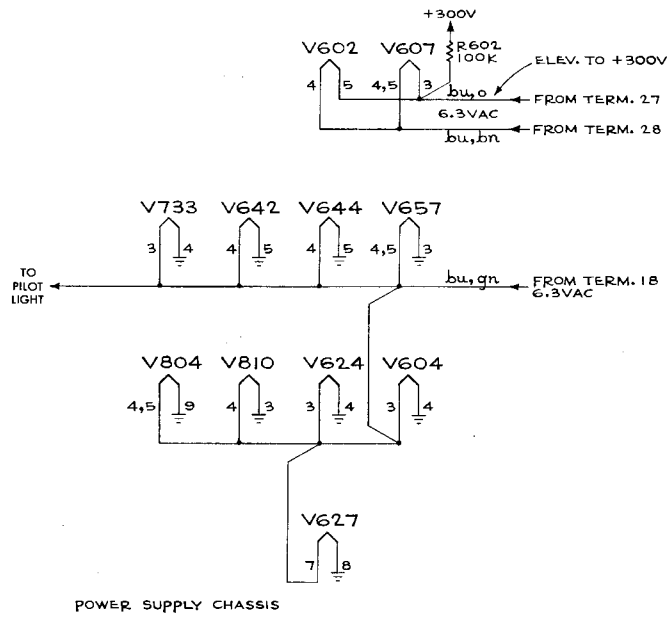 +300V
V602 V607 R602
100K
ELEV. TO +300V
4 5 4,5 3
bu,o FROM TERM. 27
6.3VAC
bu,bn FROM TERM. 28
V733 V642 V644 V657
3 4 4 5 4 5 4,5 3
TO
PILOT
LIGHT
bu,gn FROM TERM. 18
6.3VAC
V804 V810 V624 V604
4,5 9 4 3 3 4 3 4
V627
7 8
POWER SUPPLY CHASSIS